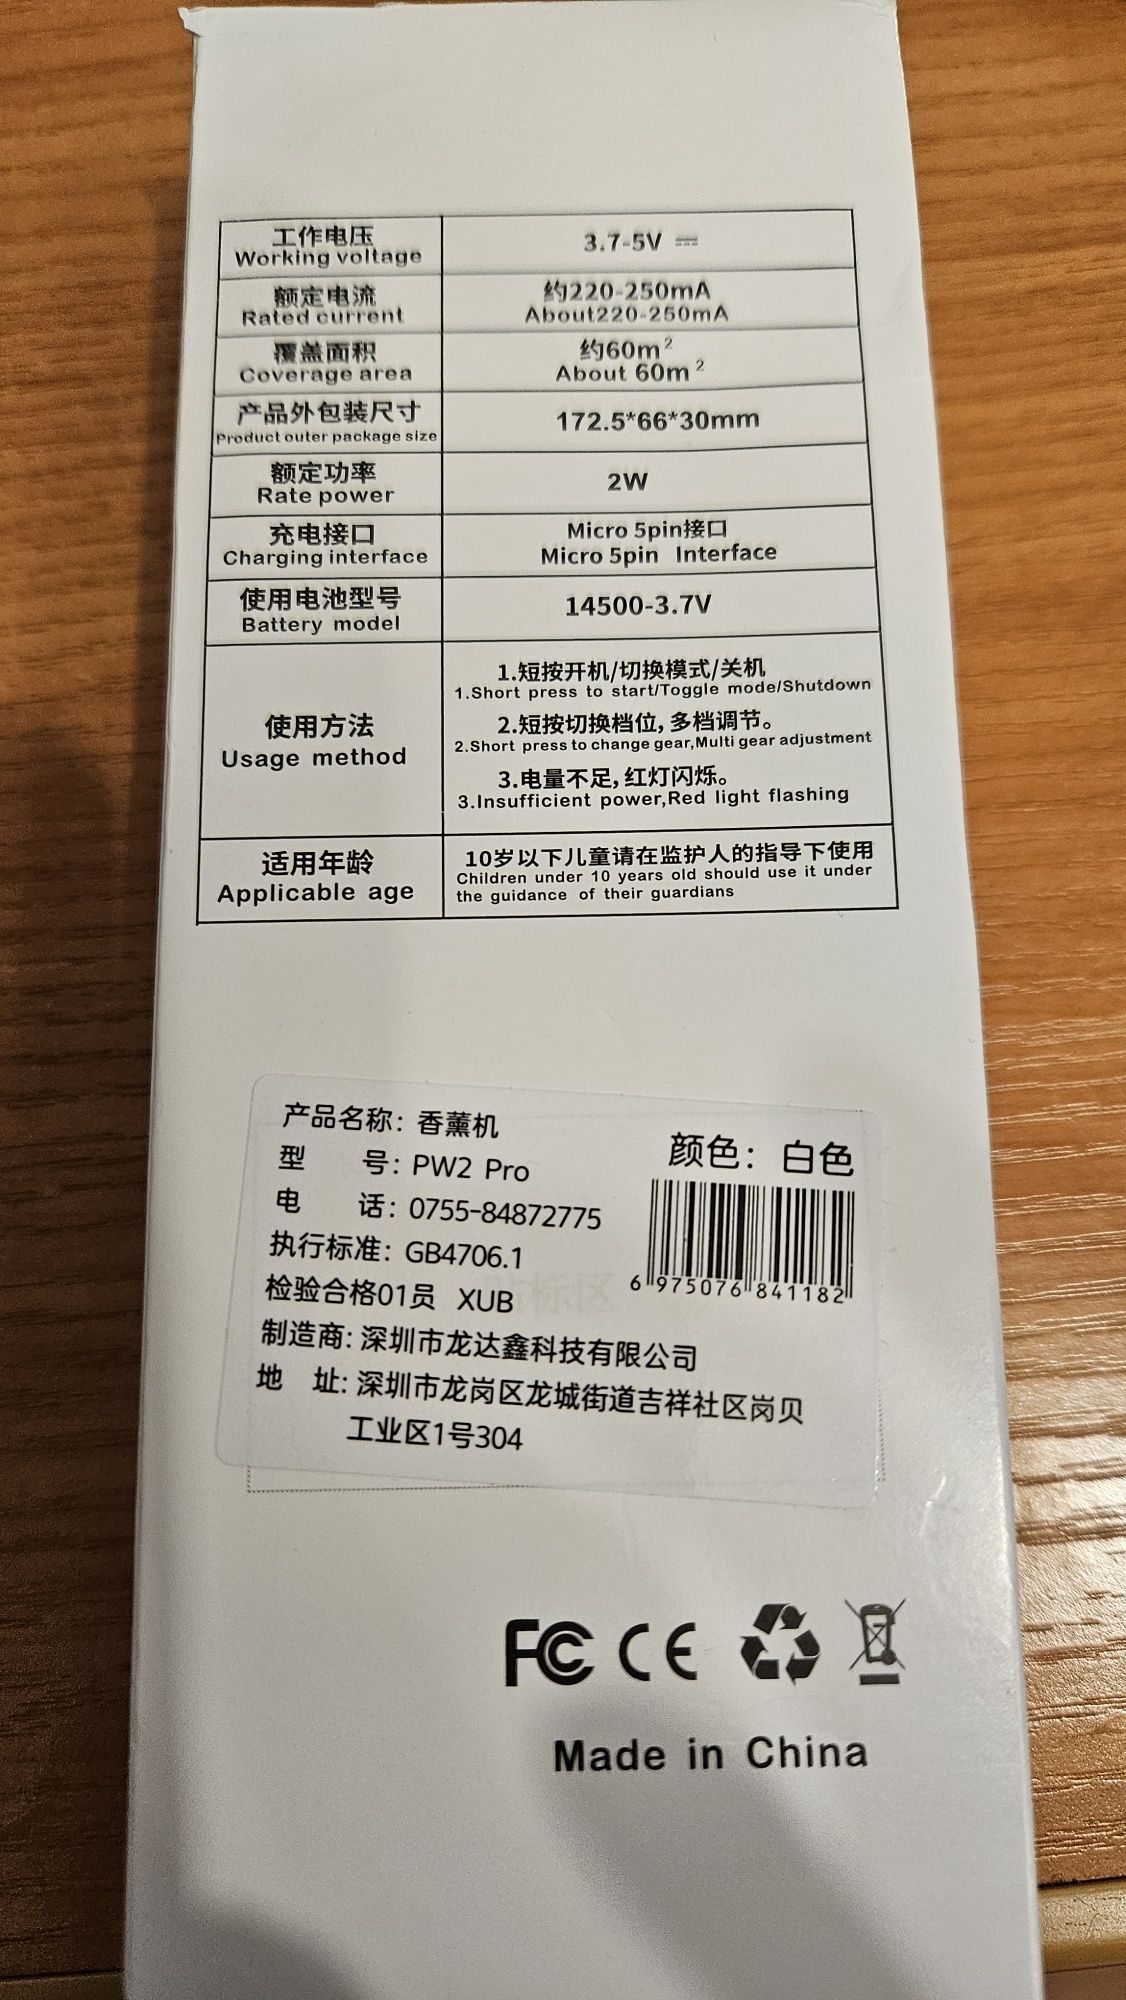 工作电压
Working voltage
3.7-5V ⎓
额定电流
Rated current
约220-250mA
About220-250mA
覆盖面积
Coverage area
约60m²
About 60m²
产品外包装尺寸
Product outer package size
172.5*66*30mm
额定功率
Rate power
2W
充电接口
Charging interface
Micro 5pin接口
Micro 5pin Interface
使用电池型号
Battery model
14500-3.7V
使用方法
Usage method
1.短按开机/切换模式/关机
1.Short press to start/Toggle mode/Shutdown
2.短按切换档位,多档调节。
2.Short press to change gear,Multi gear adjustment
3.电量不足,红灯闪烁。
3.Insufficient power,Red light flashing
适用年龄
Applicable age
10岁以下儿童请在监护人的指导下使用
Children under 10 years old should use it under
the guidance of their guardians
产品名称：香薰机
型 号：PW2 Pro
电 话：0755-84872775
执行标准：GB4706.1
检验合格01员 XUB
制造商：深圳市龙达鑫科技有限公司
地 址：深圳市龙岗区龙城街道吉祥社区岗贝
工业区1号304
颜色：白色
6 975076 841182
贴标区
FC CE
Made in China